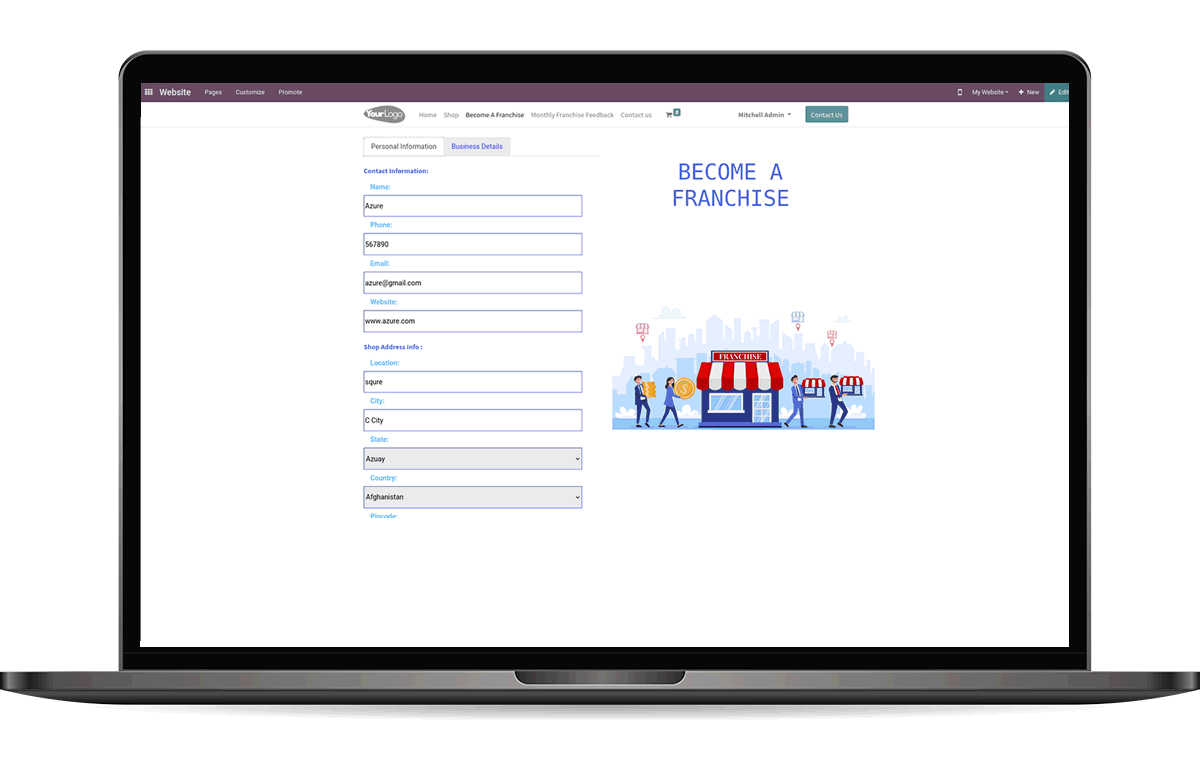 Website Pages Customize Promote My Website + New Edit
YourLogo Home Shop Become A Franchise Monthly Franchise Feedback Contact us 0 Mitchell Admin Contact Us
Personal Information Business Details
BECOME A
FRANCHISE
Contact Information:
Name:
Azure
Phone:
567890
Email:
azure@gmail.com
Website:
www.azure.com
Shop Address Info :
Location:
squre
City:
C City
State:
Azuay
Country:
Afghanistan
Pincode:
FRANCHISE